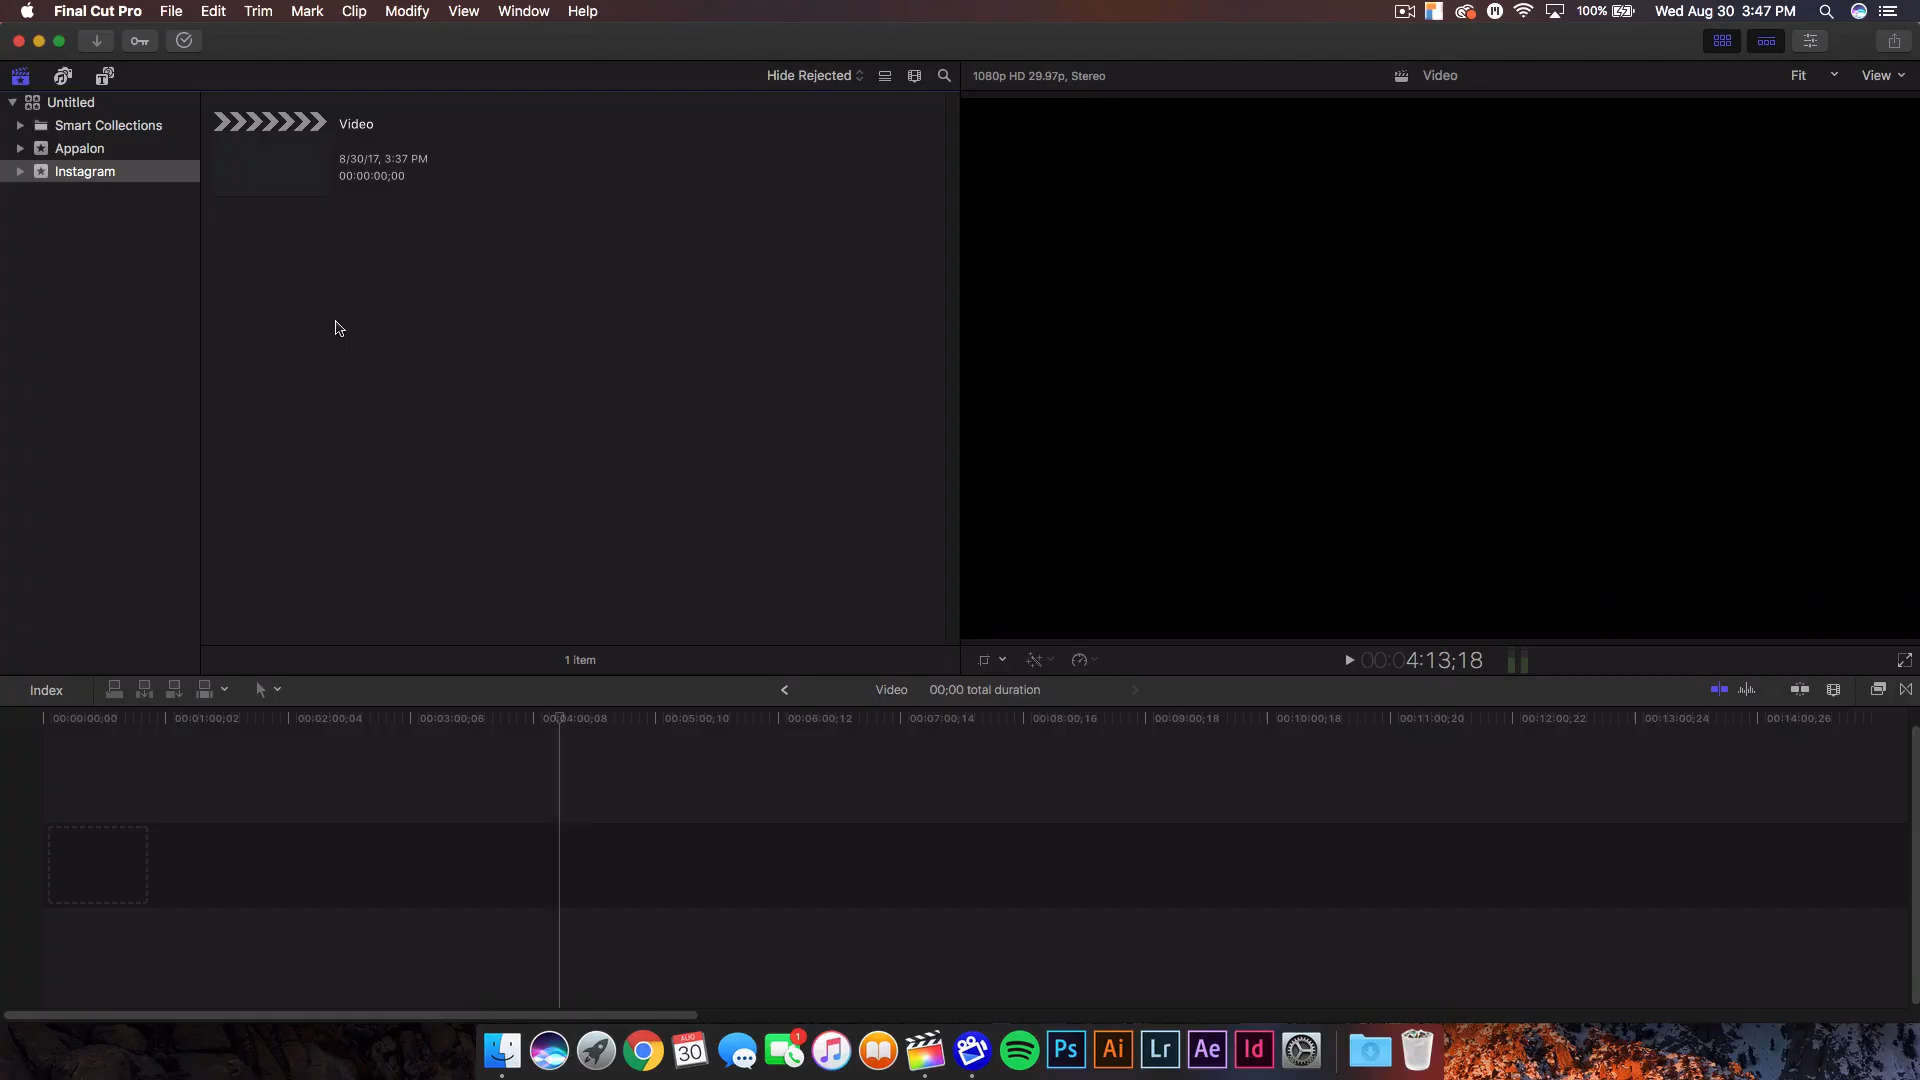 Final Cut Pro File Edit Trim Mark Clip Modify View Window Help 100% Wed Aug 30 3:47 PM
Hide Rejected 1080p HD 29.97p, Stereo Video Fit View
Untitled
Smart Collections
Appalon
Instagram
Video
8/30/17, 3:37 PM
00:00:00;00
1 item
00:04:13;18
Index Video 00;00 total duration
00:00:00;00 00:01:00;02 00:02:00;04 00:03:00;06 00:04:00;08 00:05:00;10 00:06:00;12 00:07:00;14 00:08:00;16 00:09:00;18 00:10:00;18 00:11:00;20 00:12:00;22 00:13:00;24 00:14:00;26
AUG
30
1
Ps Ai Lr Ae Id